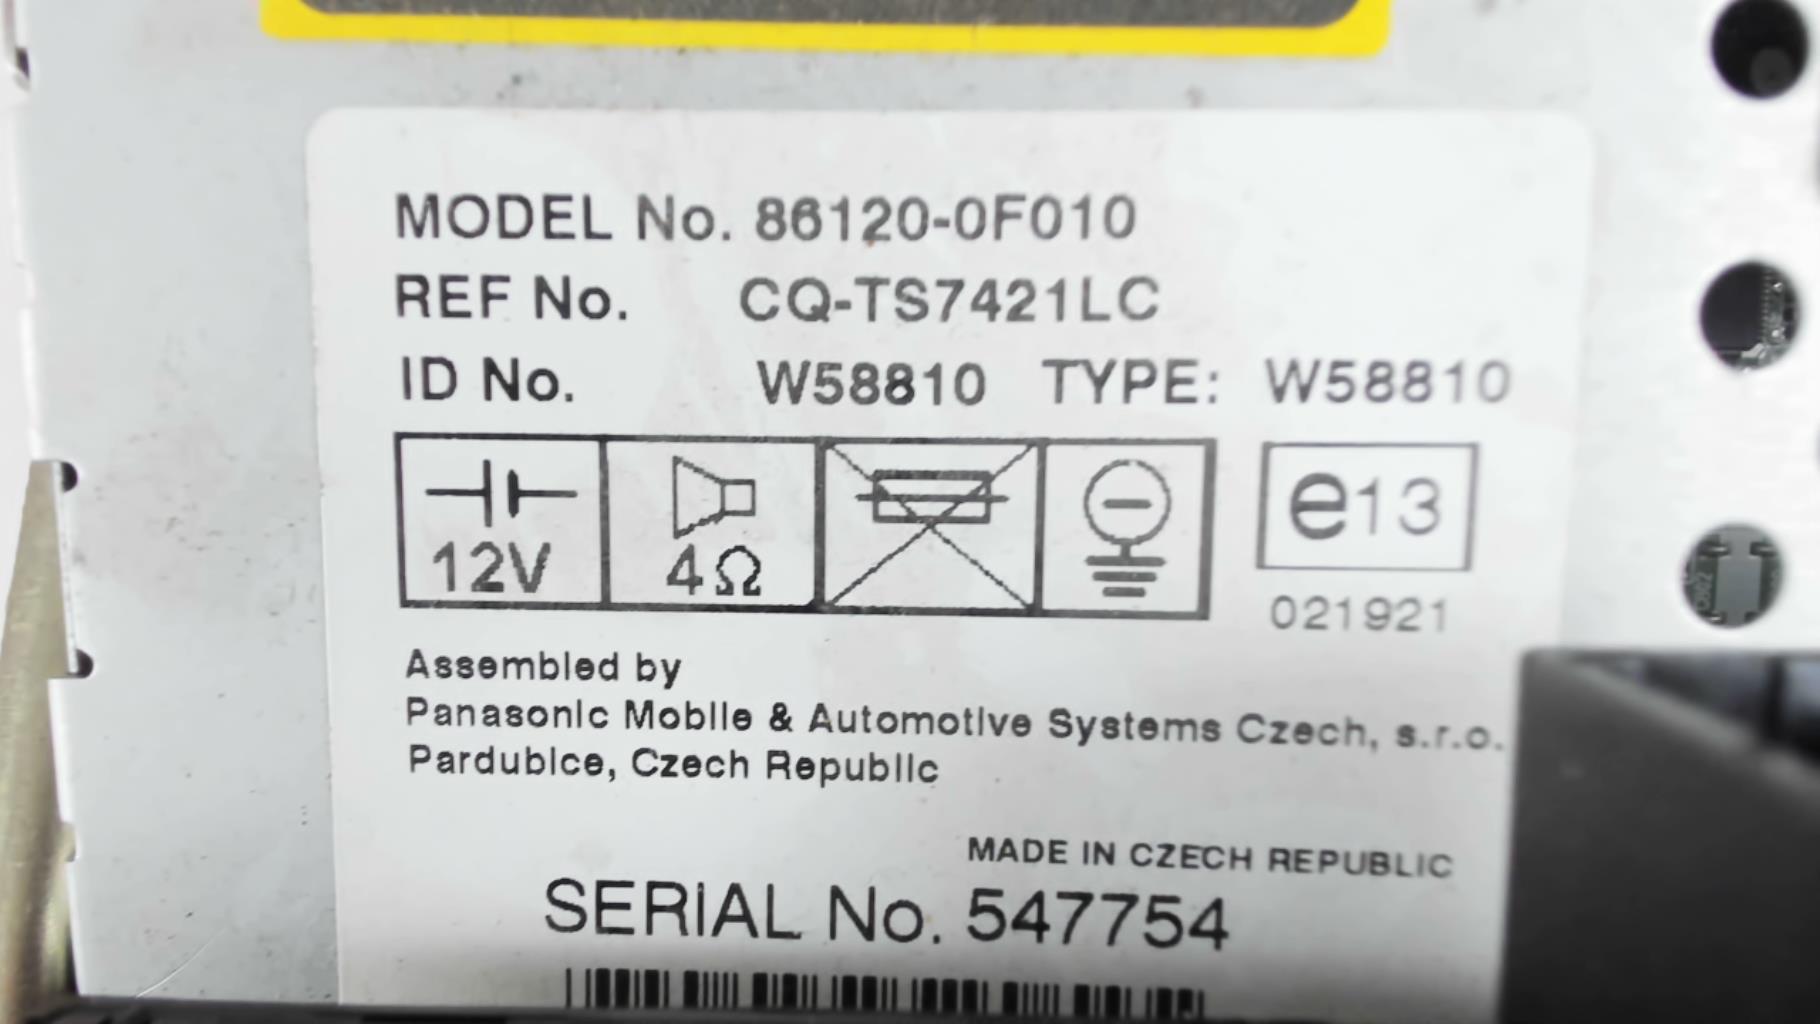 MODEL No. 86120-0F010
REF No. CQ-TS7421LC
ID No. W58810 TYPE: W58810
12V 4Ω e13
021921
Assembled by
Panasonic Mobile & Automotive Systems Czech, s.r.o.
Pardubice, Czech Republic
MADE IN CZECH REPUBLIC
SERIAL No. 547754